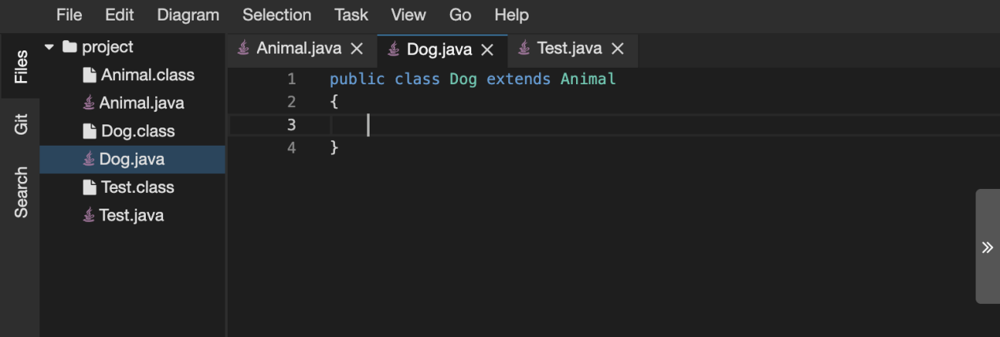 File Edit Diagram Selection Task View Go Help
Files
Git
Search
project
Animal.class
Animal.java
Dog.class
Dog.java
Test.class
Test.java
Animal.java Dog.java Test.java
1 public class Dog extends Animal
2 {
3
4 }